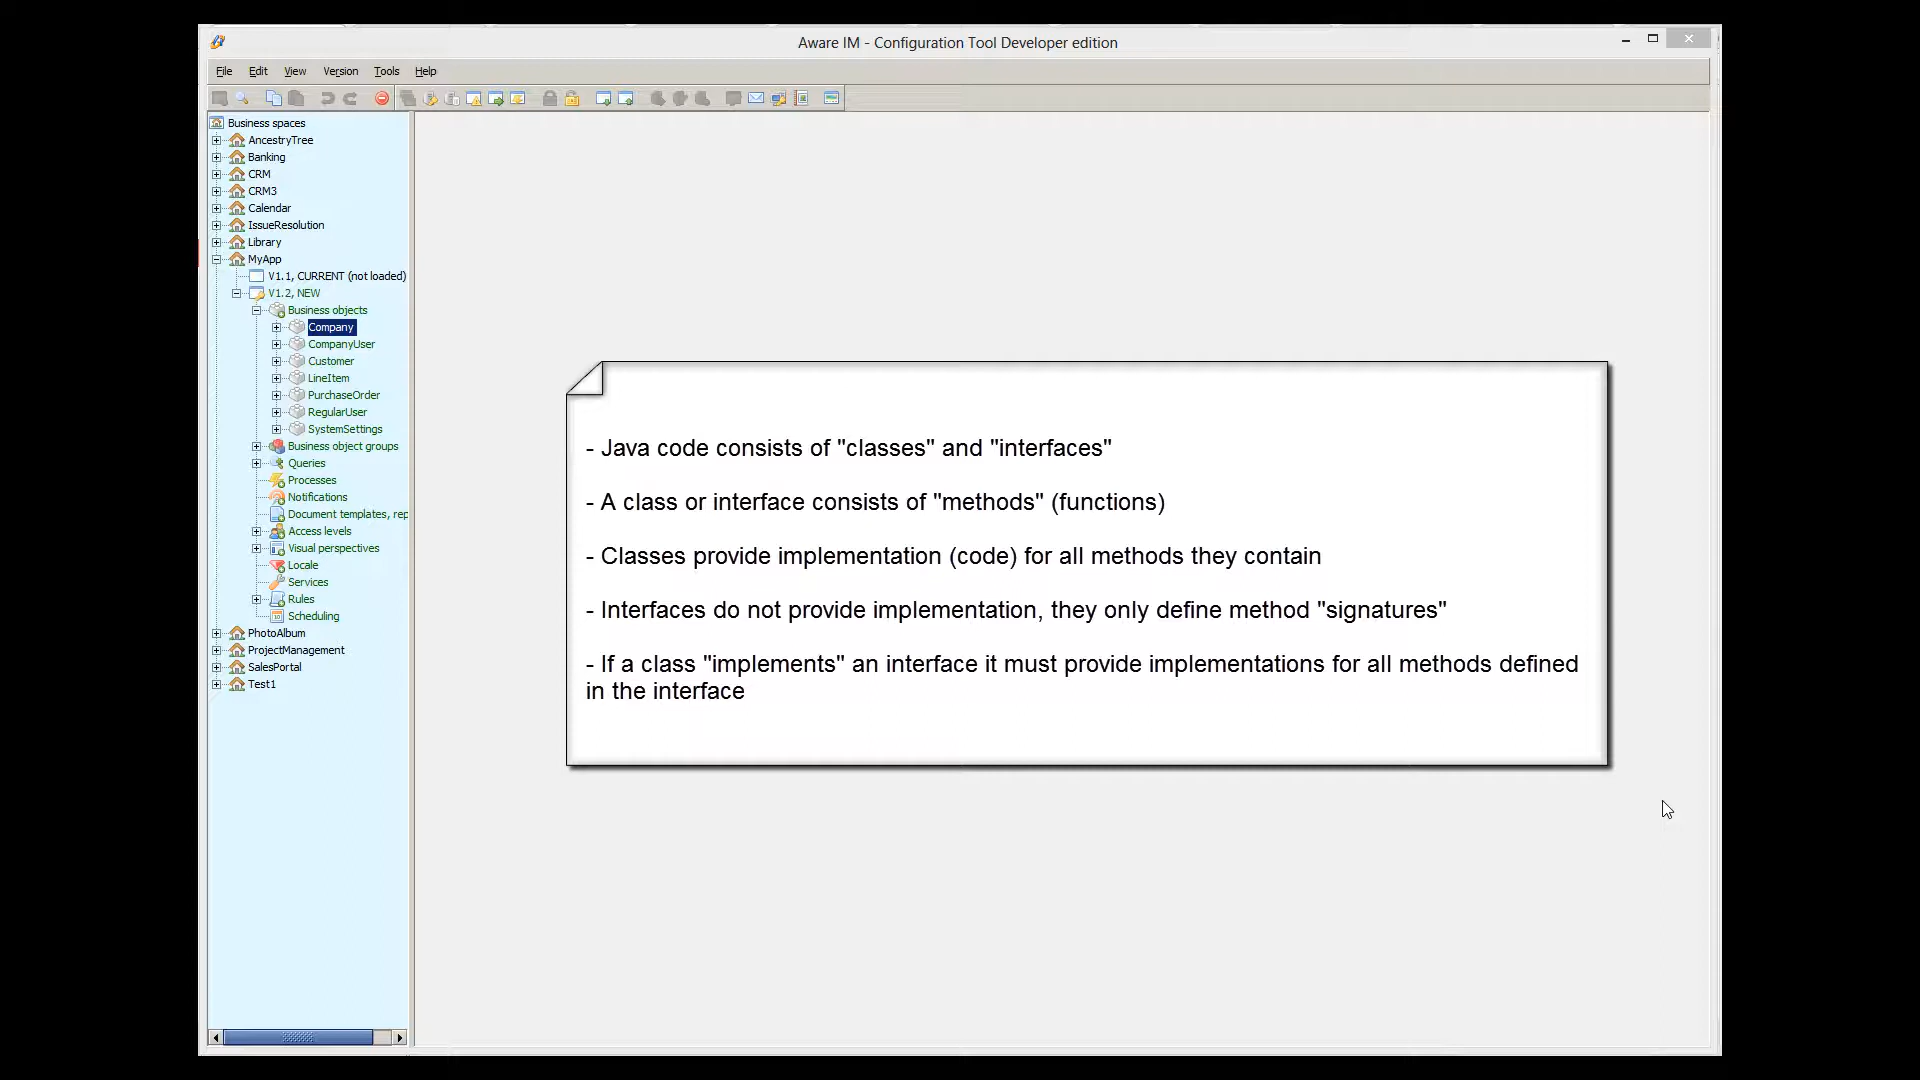 Aware IM - Configuration Tool Developer edition
File Edit View Version Tools Help
Business spaces
AncestryTree
Banking
CRM
CRM3
Calendar
IssueResolution
Library
MyApp
V1.1, CURRENT (not loaded)
V1.2, NEW
Business objects
Company
CompanyUser
Customer
LineItem
PurchaseOrder
RegularUser
SystemSettings
Business object groups
Queries
Processes
Notifications
Document templates, rep
Access levels
Visual perspectives
Locale
Services
Rules
Scheduling
PhotoAlbum
ProjectManagement
SalesPortal
Test1
- Java code consists of "classes" and "interfaces"
- A class or interface consists of "methods" (functions)
- Classes provide implementation (code) for all methods they contain
- Interfaces do not provide implementation, they only define method "signatures"
- If a class "implements" an interface it must provide implementations for all methods defined
in the interface